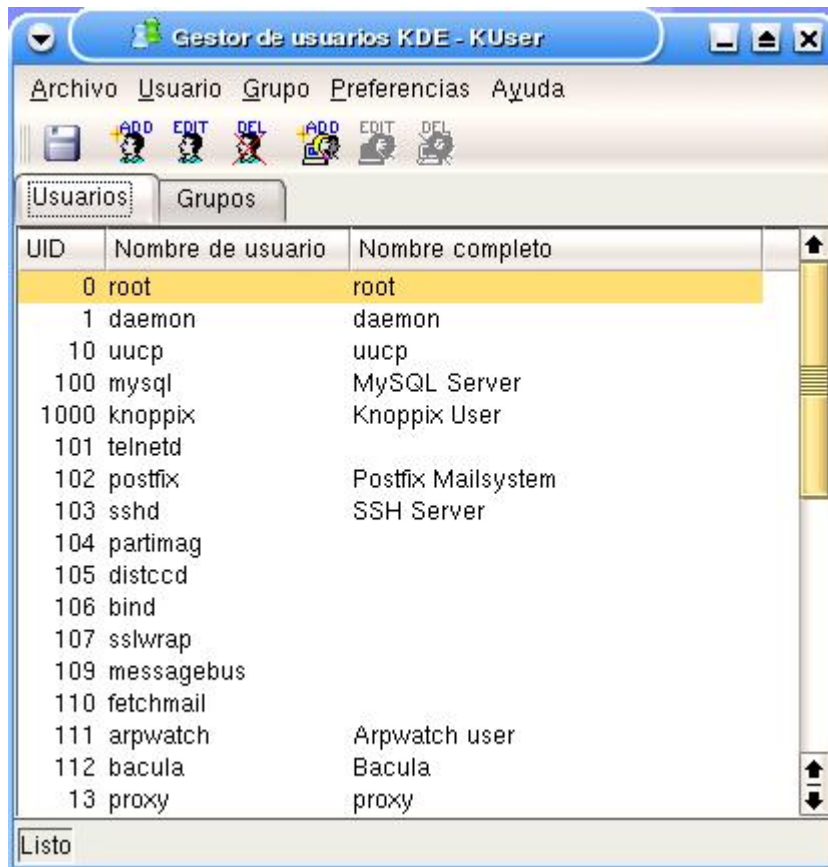 Gestor de usuarios KDE - KUser
Archivo Usuario Grupo Preferencias Ayuda
ADD EDIT DEL ADD EDIT DEL
Usuarios Grupos
UID Nombre de usuario Nombre completo
0 root root
1 daemon daemon
10 uucp uucp
100 mysql MySQL Server
1000 knoppix Knoppix User
101 telnetd
102 postfix Postfix Mailsystem
103 sshd SSH Server
104 partimag
105 distccd
106 bind
107 sslwrap
109 messagebus
110 fetchmail
111 arpwatch Arpwatch user
112 bacula Bacula
13 proxy proxy
Listo